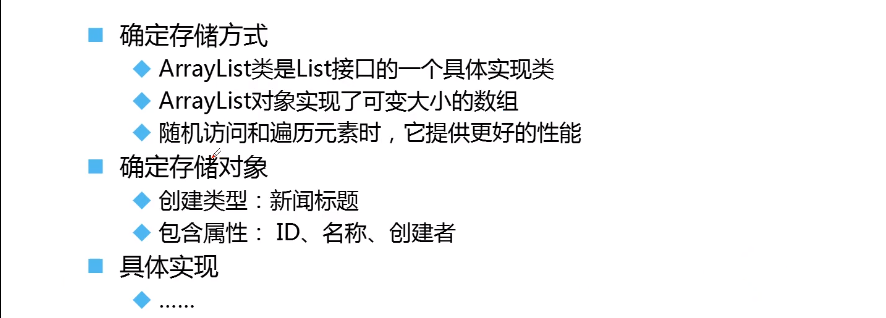 确定存储方式
ArrayList类是List接口的一个具体实现类
ArrayList对象实现了可变大小的数组
随机访问和遍历元素时，它提供更好的性能
确定存储对象
创建类型：新闻标题
包含属性： ID、名称、创建者
具体实现
……